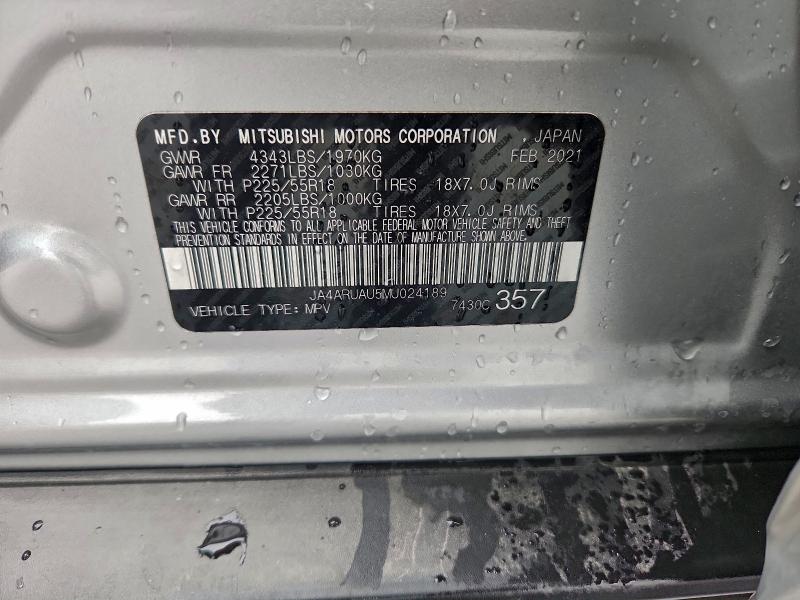 MFD.BY MITSUBISHI MOTORS CORPORATION , JAPAN
GVWR 4343LBS/1970KG FEB 2021
GAWR FR 2271LBS/1030KG
WITH P225/55R18 TIRES 18X7.0J RIMS
GAWR RR 2205LBS/1000KG
WITH P225/55R18 TIRES 18X7.0J RIMS
THIS VEHICLE CONFORMS TO ALL APPLICABLE FEDERAL MOTOR VEHICLE SAFETY AND THEFT
PREVENTION STANDARDS IN EFFECT ON THE DATE OF MANUFACTURE SHOWN ABOVE.
JA4ARUAU5MU024189
VEHICLE TYPE: MPV 7430C 357